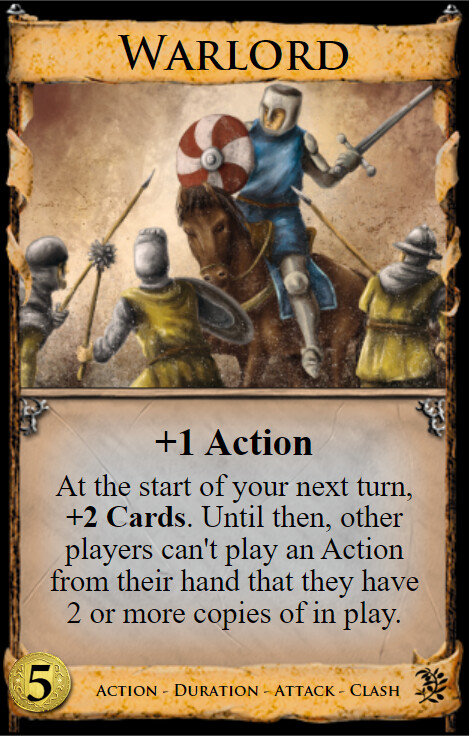 Warlord
+1 Action
At the start of your next turn,
+2 Cards. Until then, other
players can't play an Action
from their hand that they have
2 or more copies of in play.
5
Action - Duration - Attack - Clash